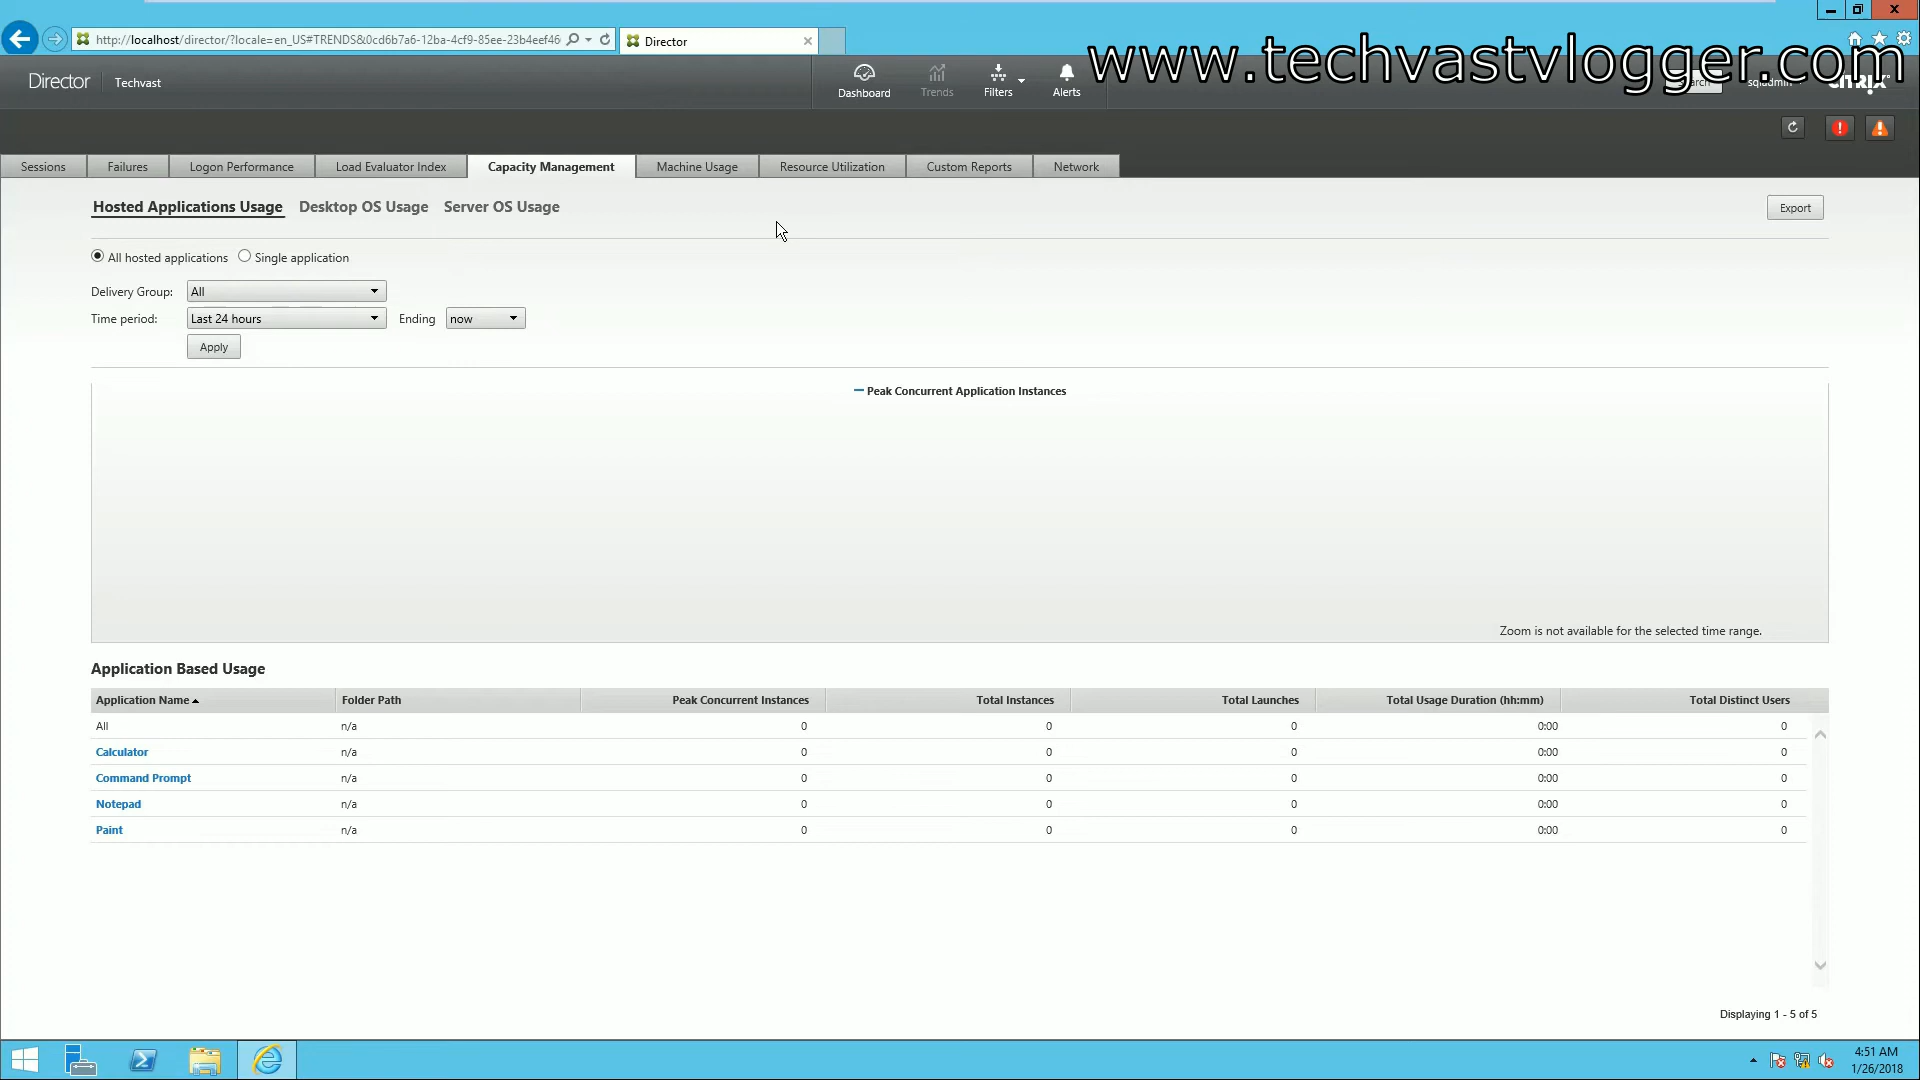 http://localhost/director/?locale=en_US#TRENDS&0cd6b7a6-12ba-4cf9-85ee-23b4eef46
Director
www.techvastvlogger.com
Director
Techvast
Dashboard
Trends
Filters
Alerts
sqladmin
CITRIX
Sessions
Failures
Logon Performance
Load Evaluator Index
Capacity Management
Machine Usage
Resource Utilization
Custom Reports
Network
Hosted Applications Usage
Desktop OS Usage
Server OS Usage
Export
All hosted applications
Single application
Delivery Group: All
Time period: Last 24 hours Ending now
Apply
Peak Concurrent Application Instances
Zoom is not available for the selected time range.
Application Based Usage
Application Name Folder Path Peak Concurrent Instances Total Instances Total Launches Total Usage Duration (hh:mm) Total Distinct Users
All n/a 0 0 0 0:00 0
Calculator n/a 0 0 0 0:00 0
Command Prompt n/a 0 0 0 0:00 0
Notepad n/a 0 0 0 0:00 0
Paint n/a 0 0 0 0:00 0
Displaying 1 - 5 of 5
4:51 AM
1/26/2018